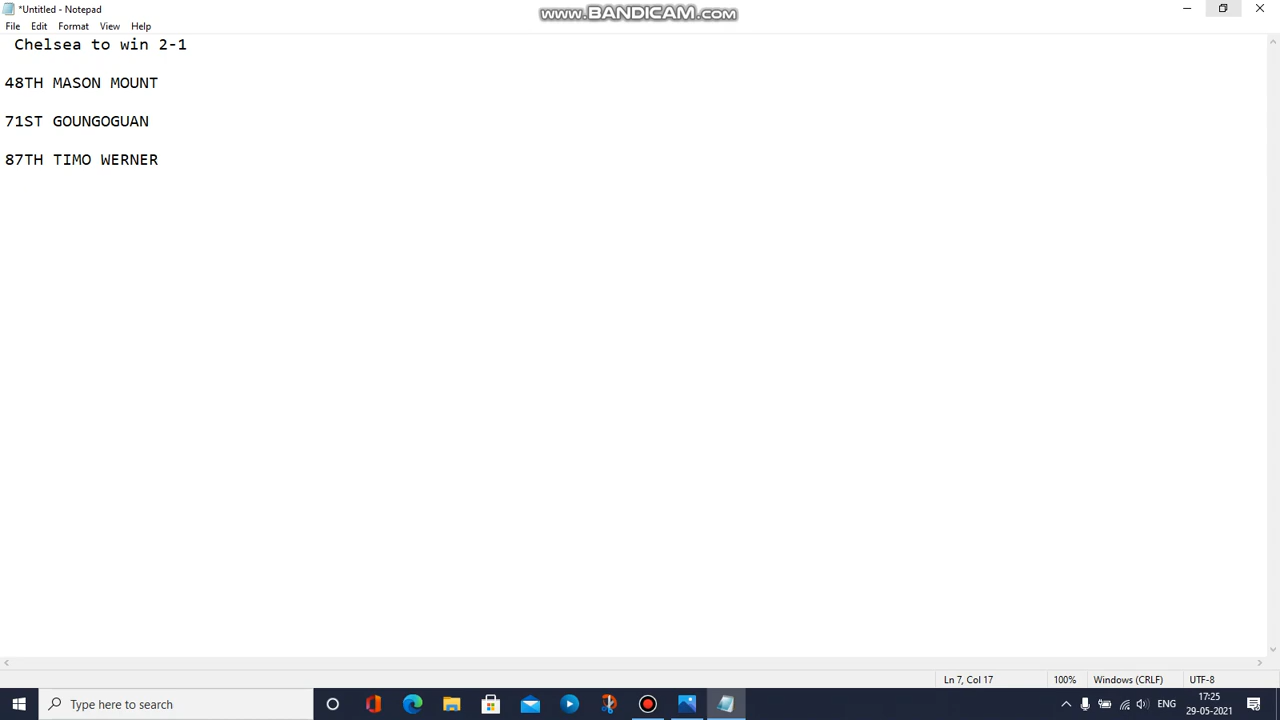 *Untitled - Notepad
www.BANDICAM.com
File Edit Format View Help
Chelsea to win 2-1
48TH MASON MOUNT
71ST GOUNGOGUAN
87TH TIMO WERNER
Ln 7, Col 17 100% Windows (CRLF) UTF-8
Type here to search
ENG
17:25
29-05-2021